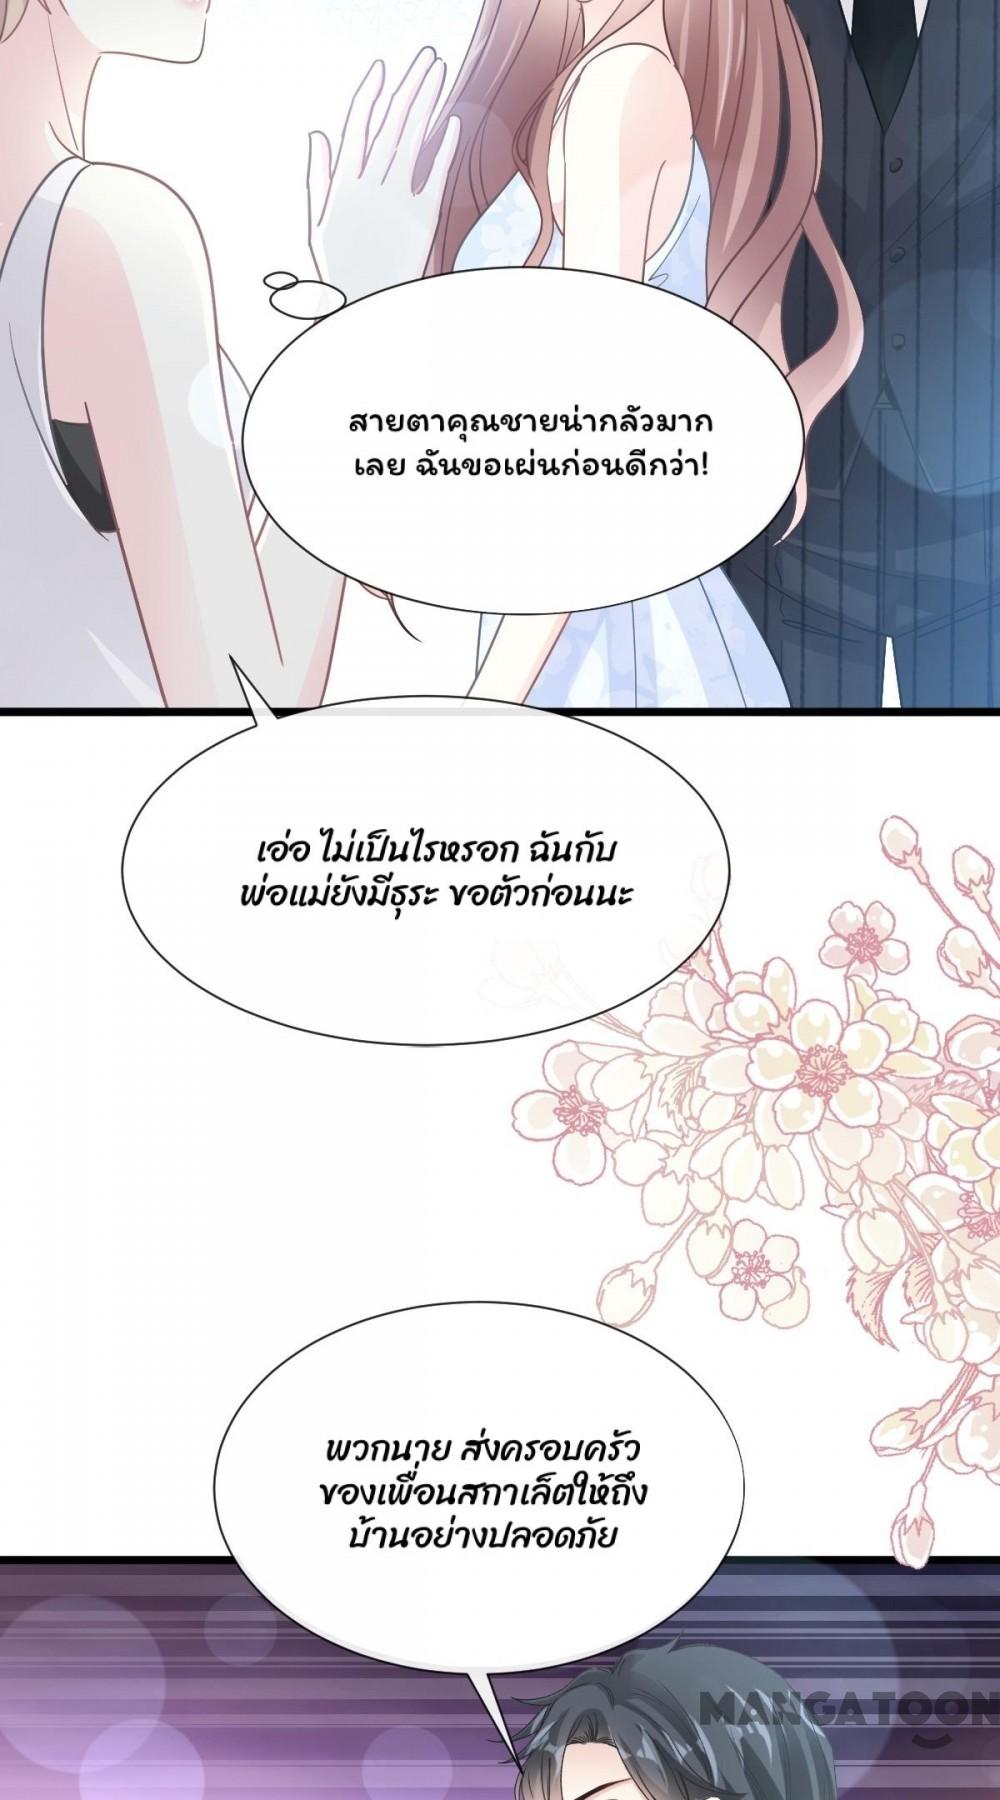 สายตาคุณชายน่ากลัวมาก
เลย ฉันขอเผ่นก่อนดีกว่า!
เอ่อ ไม่เป็นไรหรอก ฉันกับ
พ่อแม่ยังมีธุระ ขอตัวก่อนนะ
พวกนาย ส่งครอบครัว
ของเพื่อนสกาเล็ตให้ถึง
บ้านอย่างปลอดภัย
MANGATOON